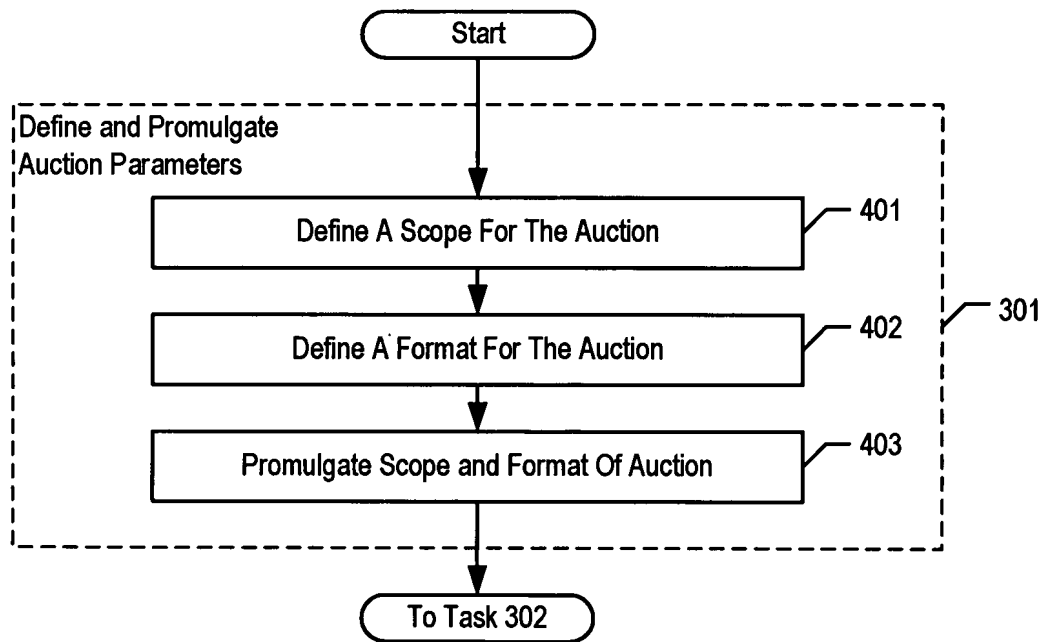 Start
Define and Promulgate
Auction Parameters
Define A Scope For The Auction
401
Define A Format For The Auction
402
301
Promulgate Scope and Format Of Auction
403
To Task 302